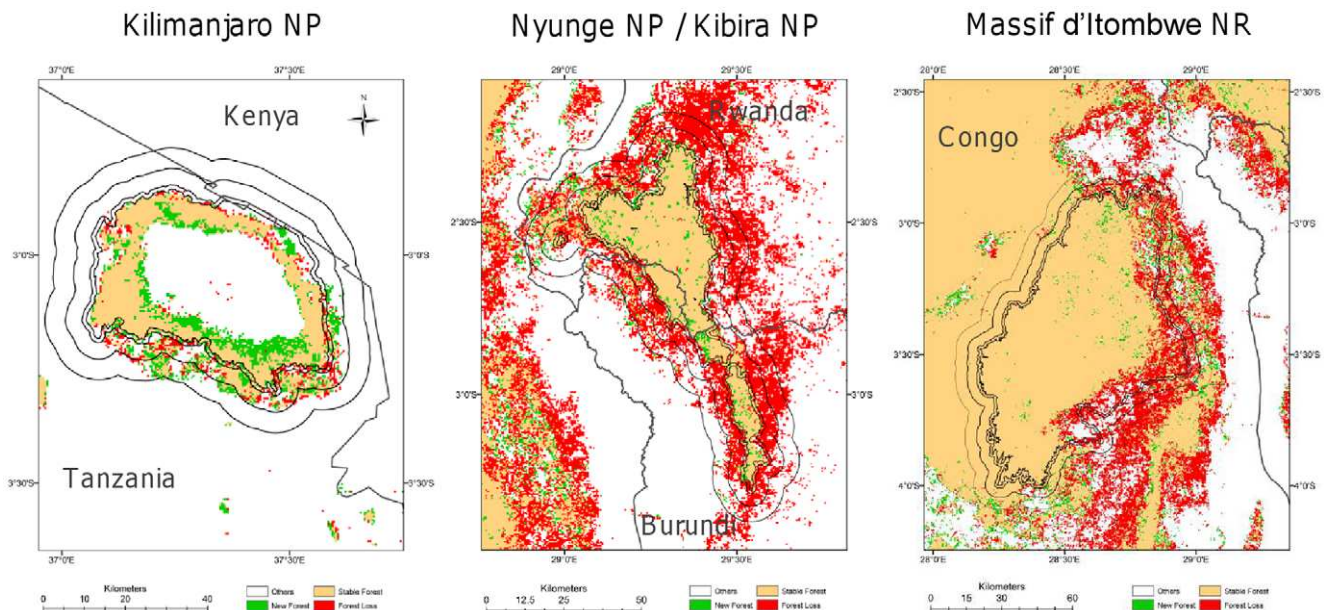 Kilimanjaro NP
37°0'E 37°30'E
Kenya
N
3°0'S 3°0'S
Tanzania
3°30'S 3°30'S
37°0'E 37°30'E
Kilometers
0 10 20 40
Others Stable Forest
New Forest Forest Loss
Nyunge NP / Kibira NP
29°0'E 29°30'E
Rwanda
2°30'S 2°30'S
3°0'S 3°0'S
Burundi
29°0'E 29°30'E
Kilometers
0 12.5 25 50
Others Stable Forest
New Forest Forest Loss
Massif d'Itombwe NR
28°0'E 28°30'E 29°0'E
2°30'S 2°30'S
Congo
3°0'S 3°0'S
3°30'S 3°30'S
4°0'S 4°0'S
28°0'E 28°30'E 29°0'E
Kilometers
0 15 30 60
Others Stable Forest
New Forest Forest Loss